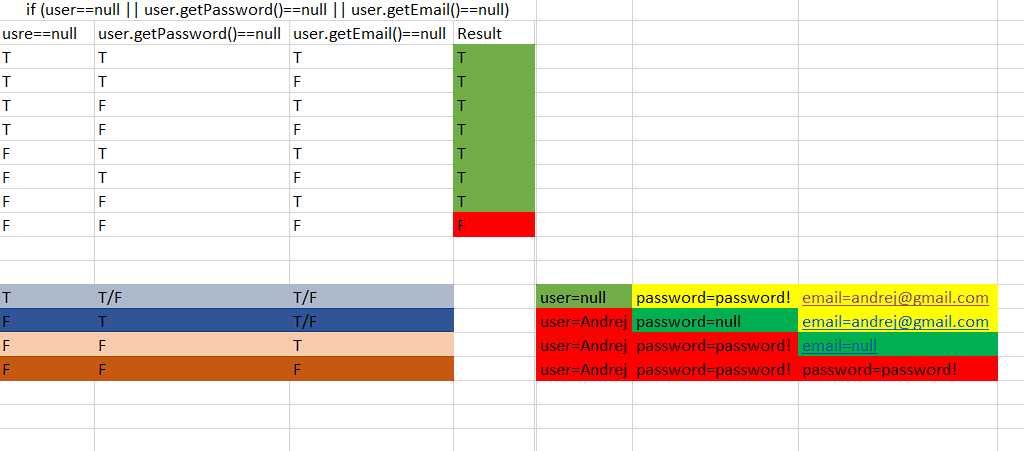 if (user==null || user.getPassword()==null || user.getEmail()==null)
usre==null user.getPassword()==null user.getEmail()==null Result
T T T T
T T F T
T F T T
T F F T
F T T T
F T F T
F F T T
F F F F
T T/F T/F user=null password=password! email=andrej@gmail.com
F T T/F user=Andrej password=null email=andrej@gmail.com
F F T user=Andrej password=password! email=null
F F F user=Andrej password=password! password=password!